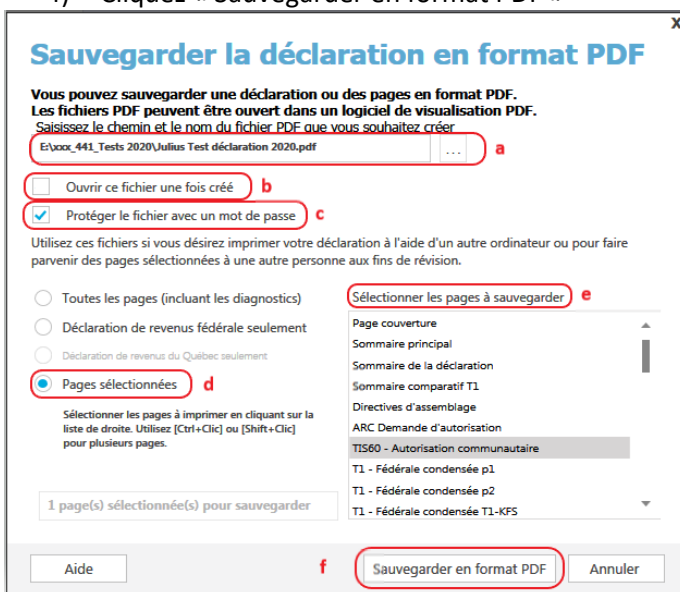 Sauvegarder la déclaration en format PDF
X
Vous pouvez sauvegarder une déclaration ou des pages en format PDF.
Les fichiers PDF peuvent être ouvert dans un logiciel de visualisation PDF.
Saisissez le chemin et le nom du fichier PDF que vous souhaitez créer
E:\xxx_441_Tests 2020\Julius Test déclaration 2020.pdf ... a
Ouvrir ce fichier une fois créé b
Protéger le fichier avec un mot de passe c
Utilisez ces fichiers si vous désirez imprimer votre déclaration à l'aide d'un autre ordinateur ou pour faire
parvenir des pages sélectionnées à une autre personne aux fins de révision.
Toutes les pages (incluant les diagnostics)
Déclaration de revenus fédérale seulement
Déclaration de revenus du Québec seulement
Pages sélectionnées d
Sélectionner les pages à imprimer en cliquant sur la
liste de droite. Utilisez [Ctrl+Clic] ou [Shift+Clic]
pour plusieurs pages.
1 page(s) sélectionnée(s) pour sauvegarder
Sélectionner les pages à sauvegarder e
Page couverture
Sommaire principal
Sommaire de la déclaration
Sommaire comparatif T1
Directives d'assemblage
ARC Demande d'autorisation
TIS60 - Autorisation communautaire
T1 - Fédérale condensée p1
T1 - Fédérale condensée p2
T1 - Fédérale condensée T1-KFS
Aide
f Sauvegarder en format PDF
Annuler